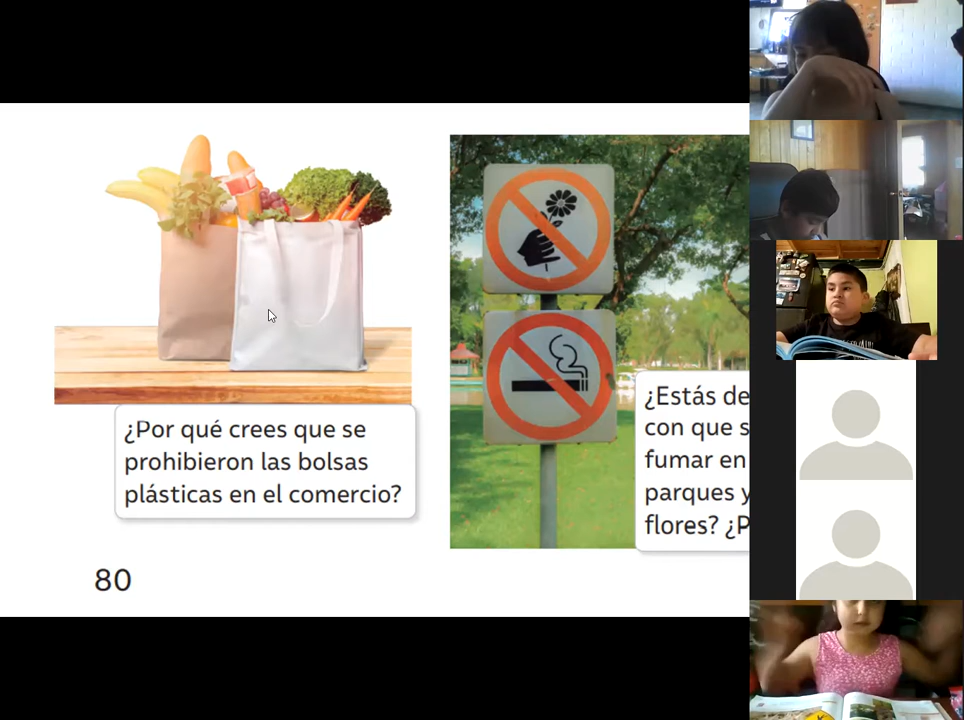 ¿Por qué crees que se
prohibieron las bolsas
plásticas en el comercio?
¿Estás de
con que s
fumar en
parques y
flores? ¿P
80